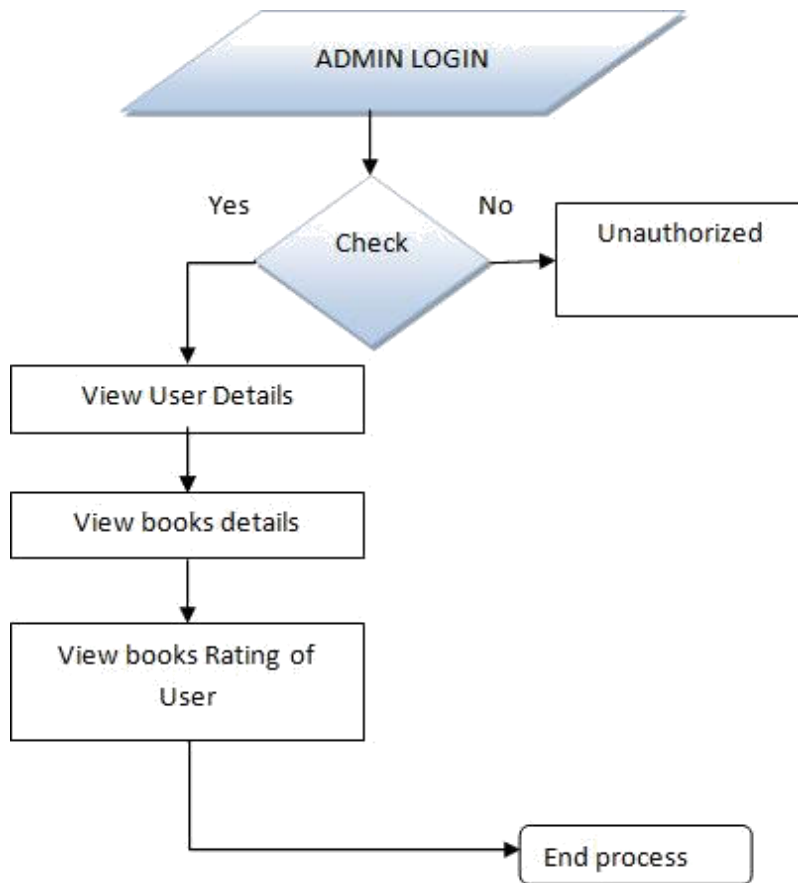 ADMIN LOGIN
Yes
No
Check
Unauthorized
View User Details
View books details
View books Rating of
User
End process